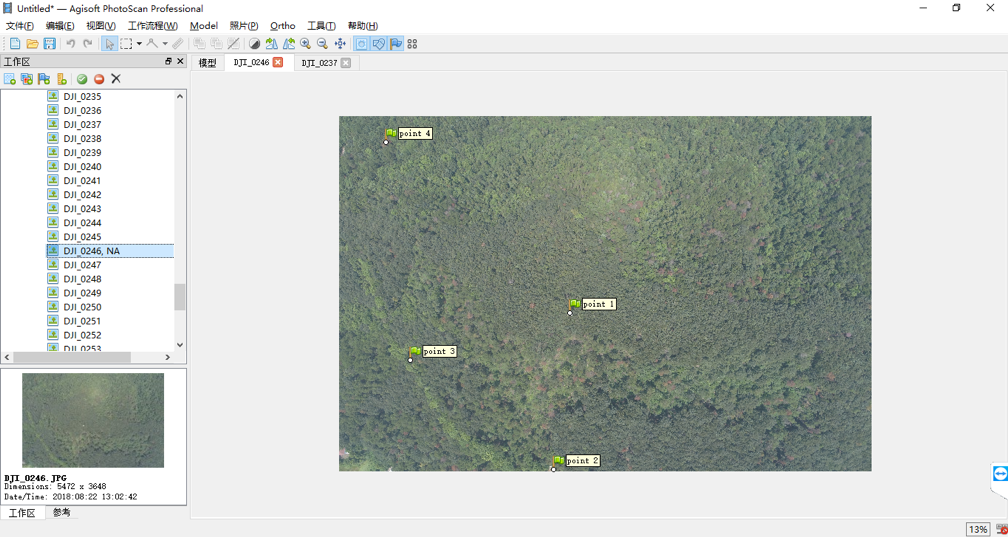 Untitled* — Agisoft PhotoScan Professional
文件(F) 编辑(E) 视图(V) 工作流程(W) Model 照片(P) Ortho 工具(T) 帮助(H)
工作区
模型 DJI_0246 DJI_0237
DJI_0235
DJI_0236
DJI_0237
DJI_0238
DJI_0239
DJI_0240
DJI_0241
DJI_0242
DJI_0243
DJI_0244
DJI_0245
DJI_0246, NA
DJI_0247
DJI_0248
DJI_0249
DJI_0250
DJI_0251
DJI_0252
DJI_0253
point 4
point 1
point 3
point 2
DJI_0246.JPG
Dimensions: 5472 x 3648
Date/Time: 2018:08:22 13:02:42
工作区 参考
13%